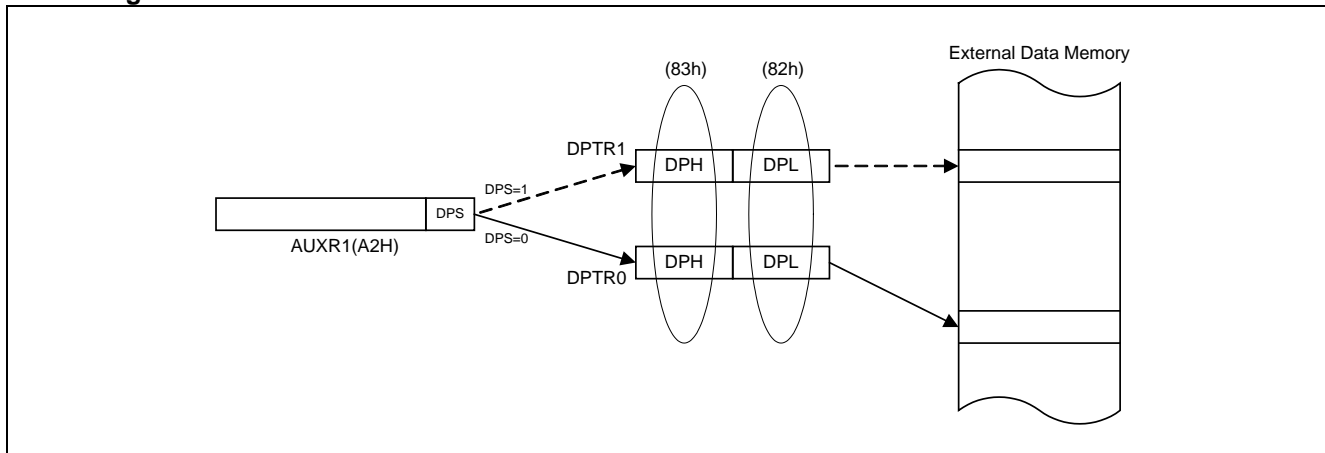 External Data Memory
(83h) (82h)
DPTR1 DPH DPL
DPS=1
DPS
DPS=0
AUXR1(A2H)
DPH DPL
DPTR0